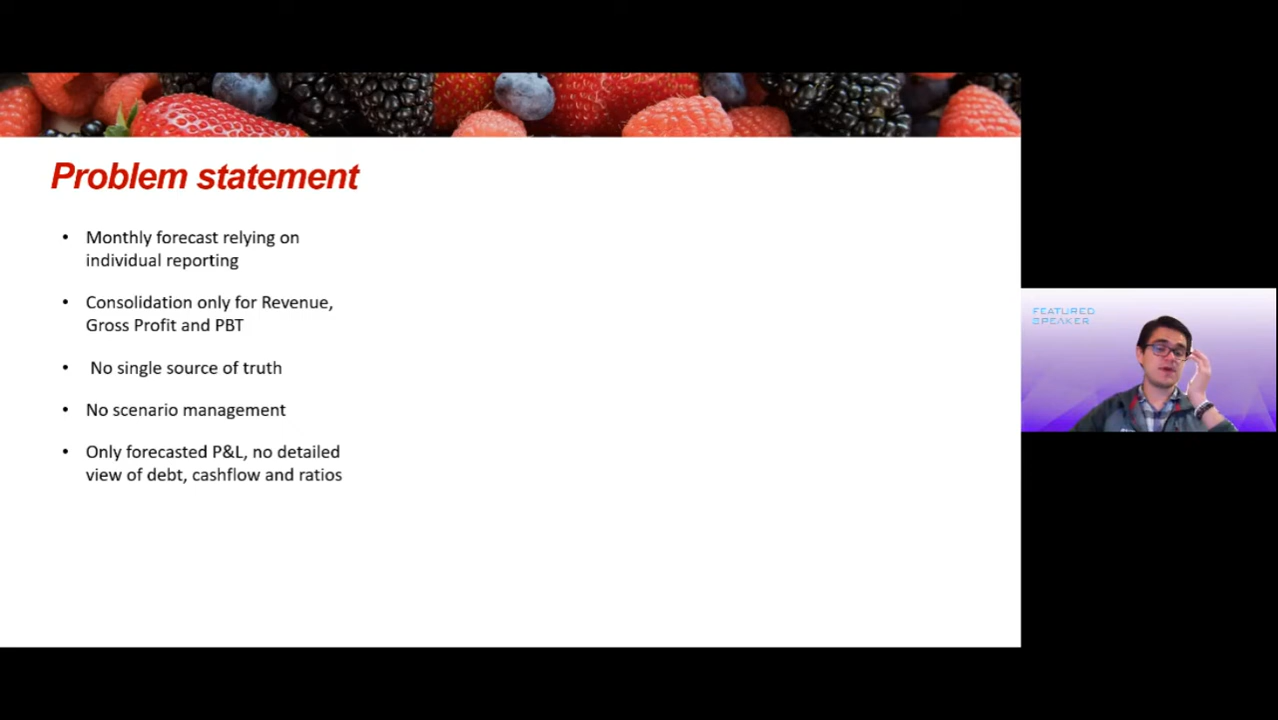 Problem statement
• Monthly forecast relying on
individual reporting
• Consolidation only for Revenue,
Gross Profit and PBT
• No single source of truth
• No scenario management
• Only forecasted P&L, no detailed
view of debt, cashflow and ratios
FEATURED
SPEAKER